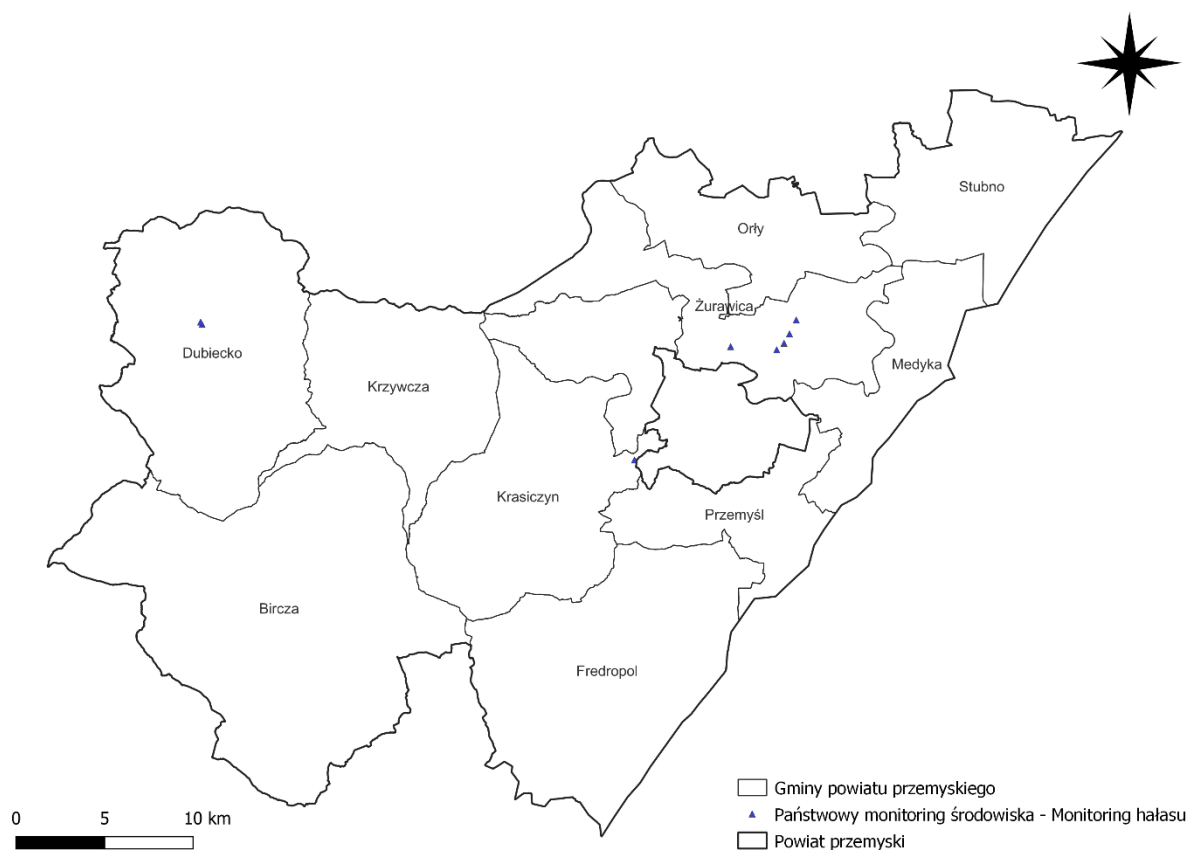 Stubno
Orły
Żurawica
Dubiecko
Medyka
Krzywcza
Krasiczyn
Przemyśl
Bircza
Fredropol
Gminy powiatu przemyskiego
Państwowy monitoring środowiska - Monitoring hałasu
Powiat przemyski
0 5 10 km